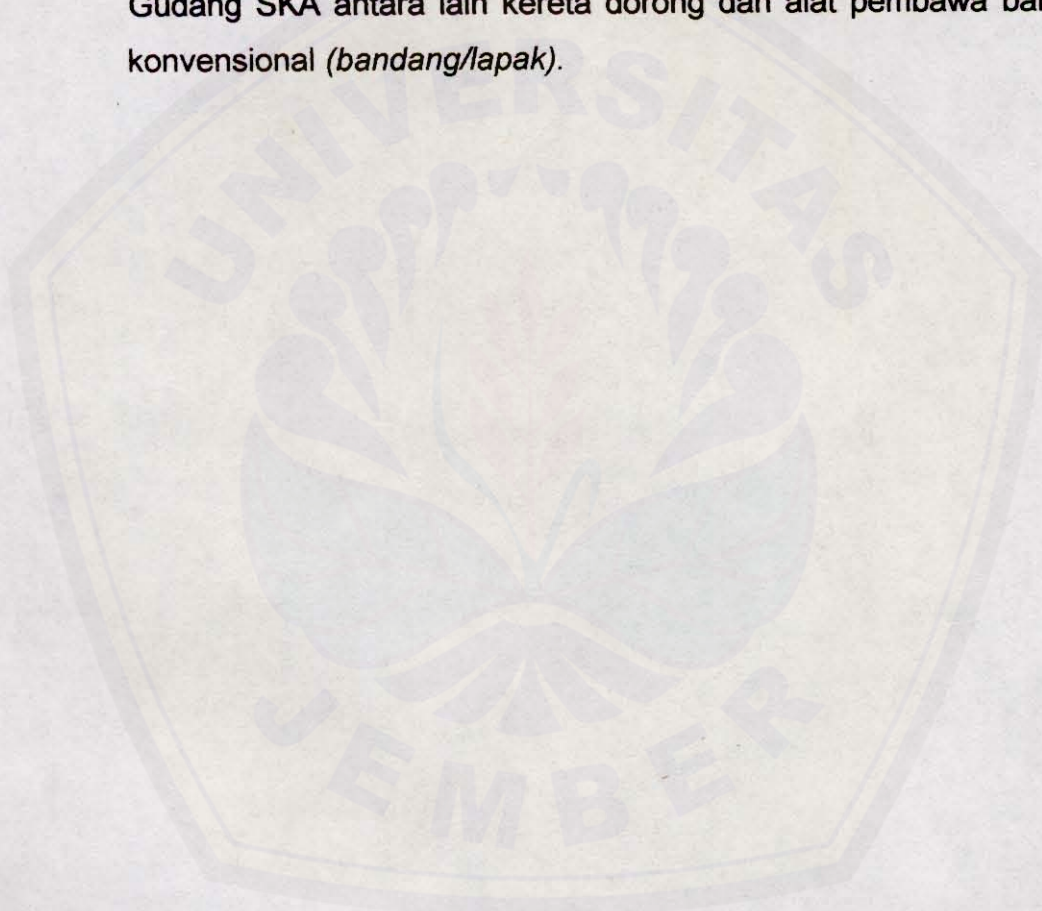 Gudang SKA antara lain kereta dorong dan alat pembawa
konvensional (bandang/lapak).
UNIVERSITAS
JEMBER